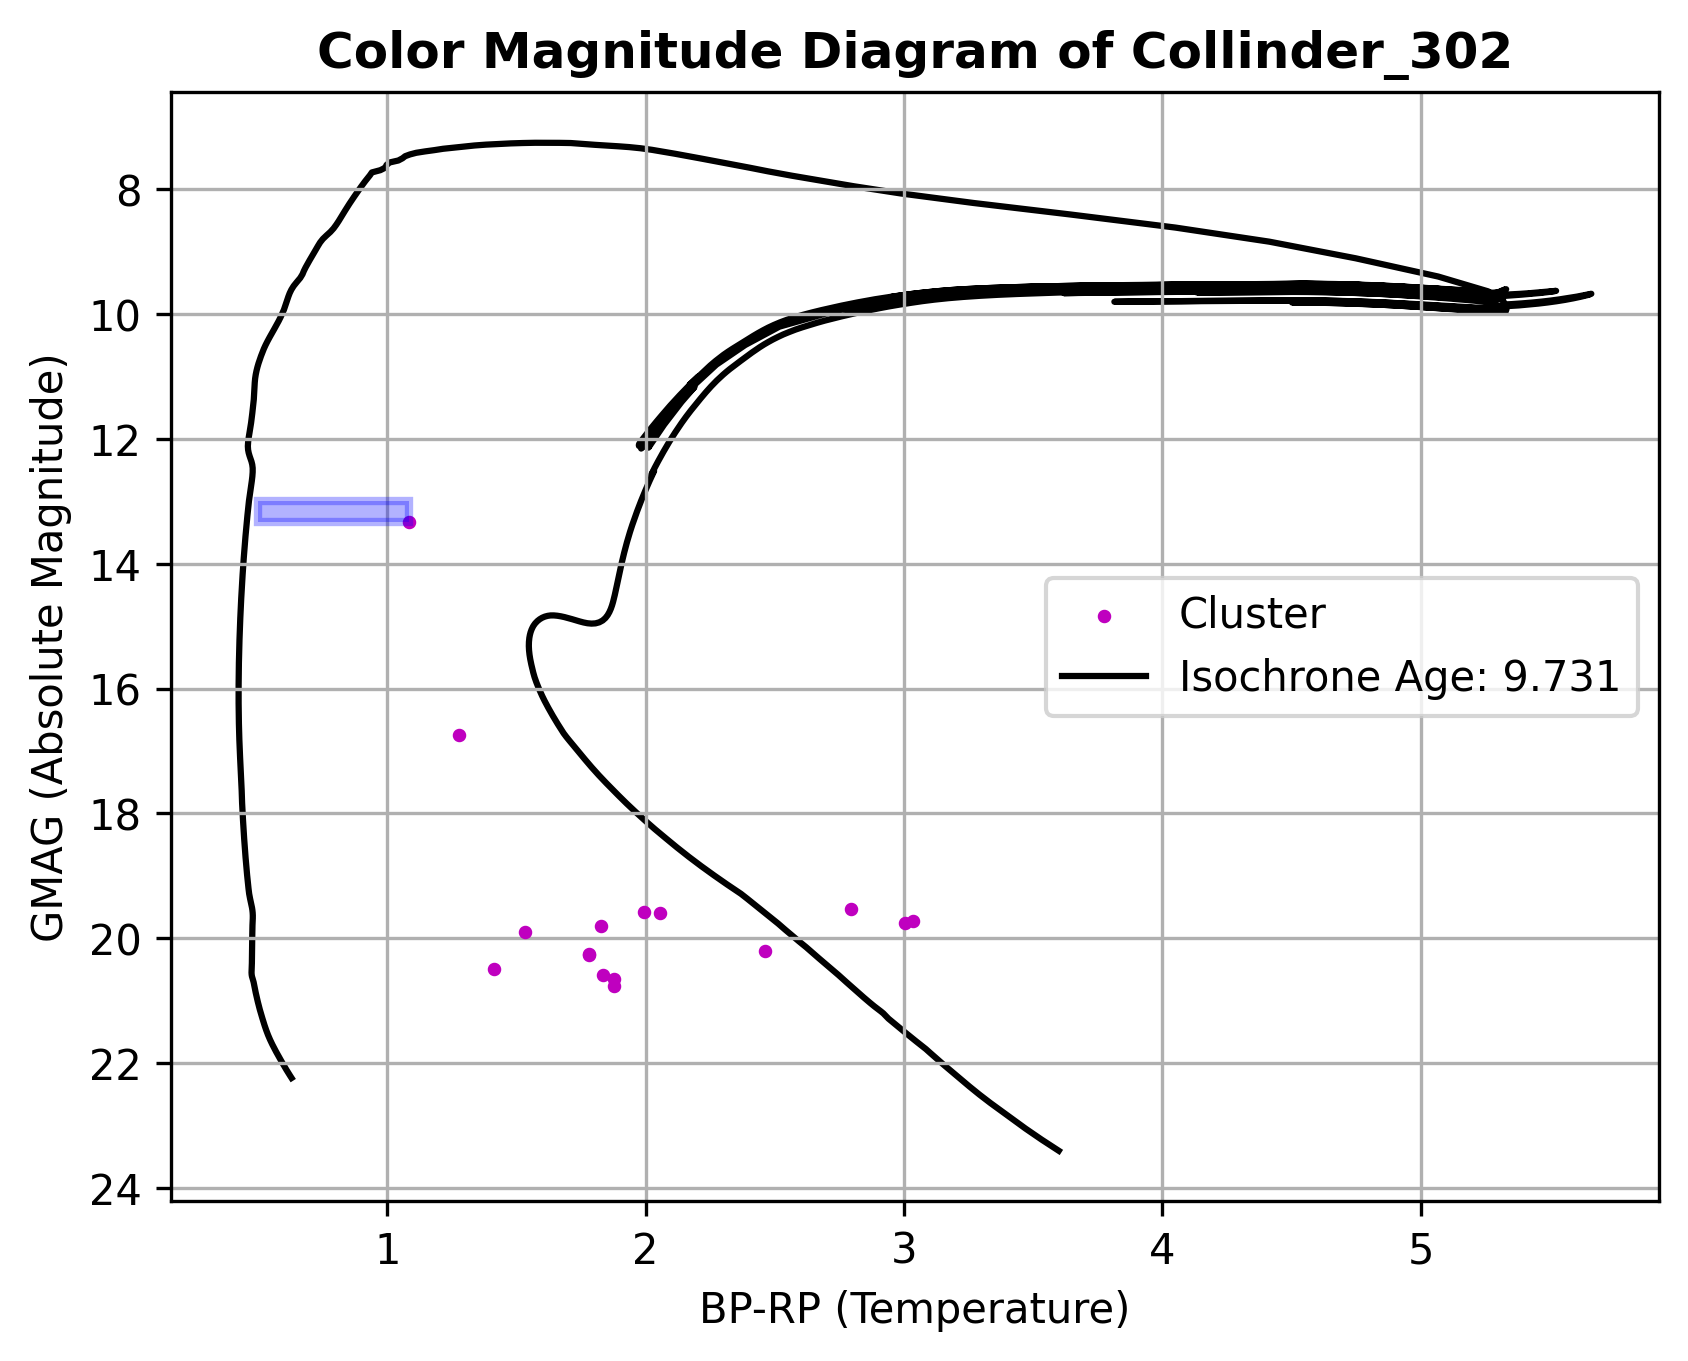 Color Magnitude Diagram of Collinder_302
8
10
12
14
16
18
20
22
24
GMAG (Absolute Magnitude)
Cluster
Isochrone Age: 9.731
1 2 3 4 5
BP-RP (Temperature)